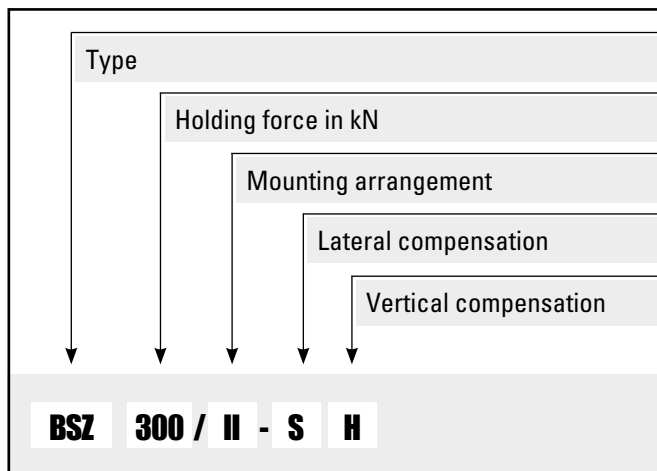 Type
Holding force in kN
Mounting arrangement
Lateral compensation
Vertical compensation
BSZ 300 / II - S H